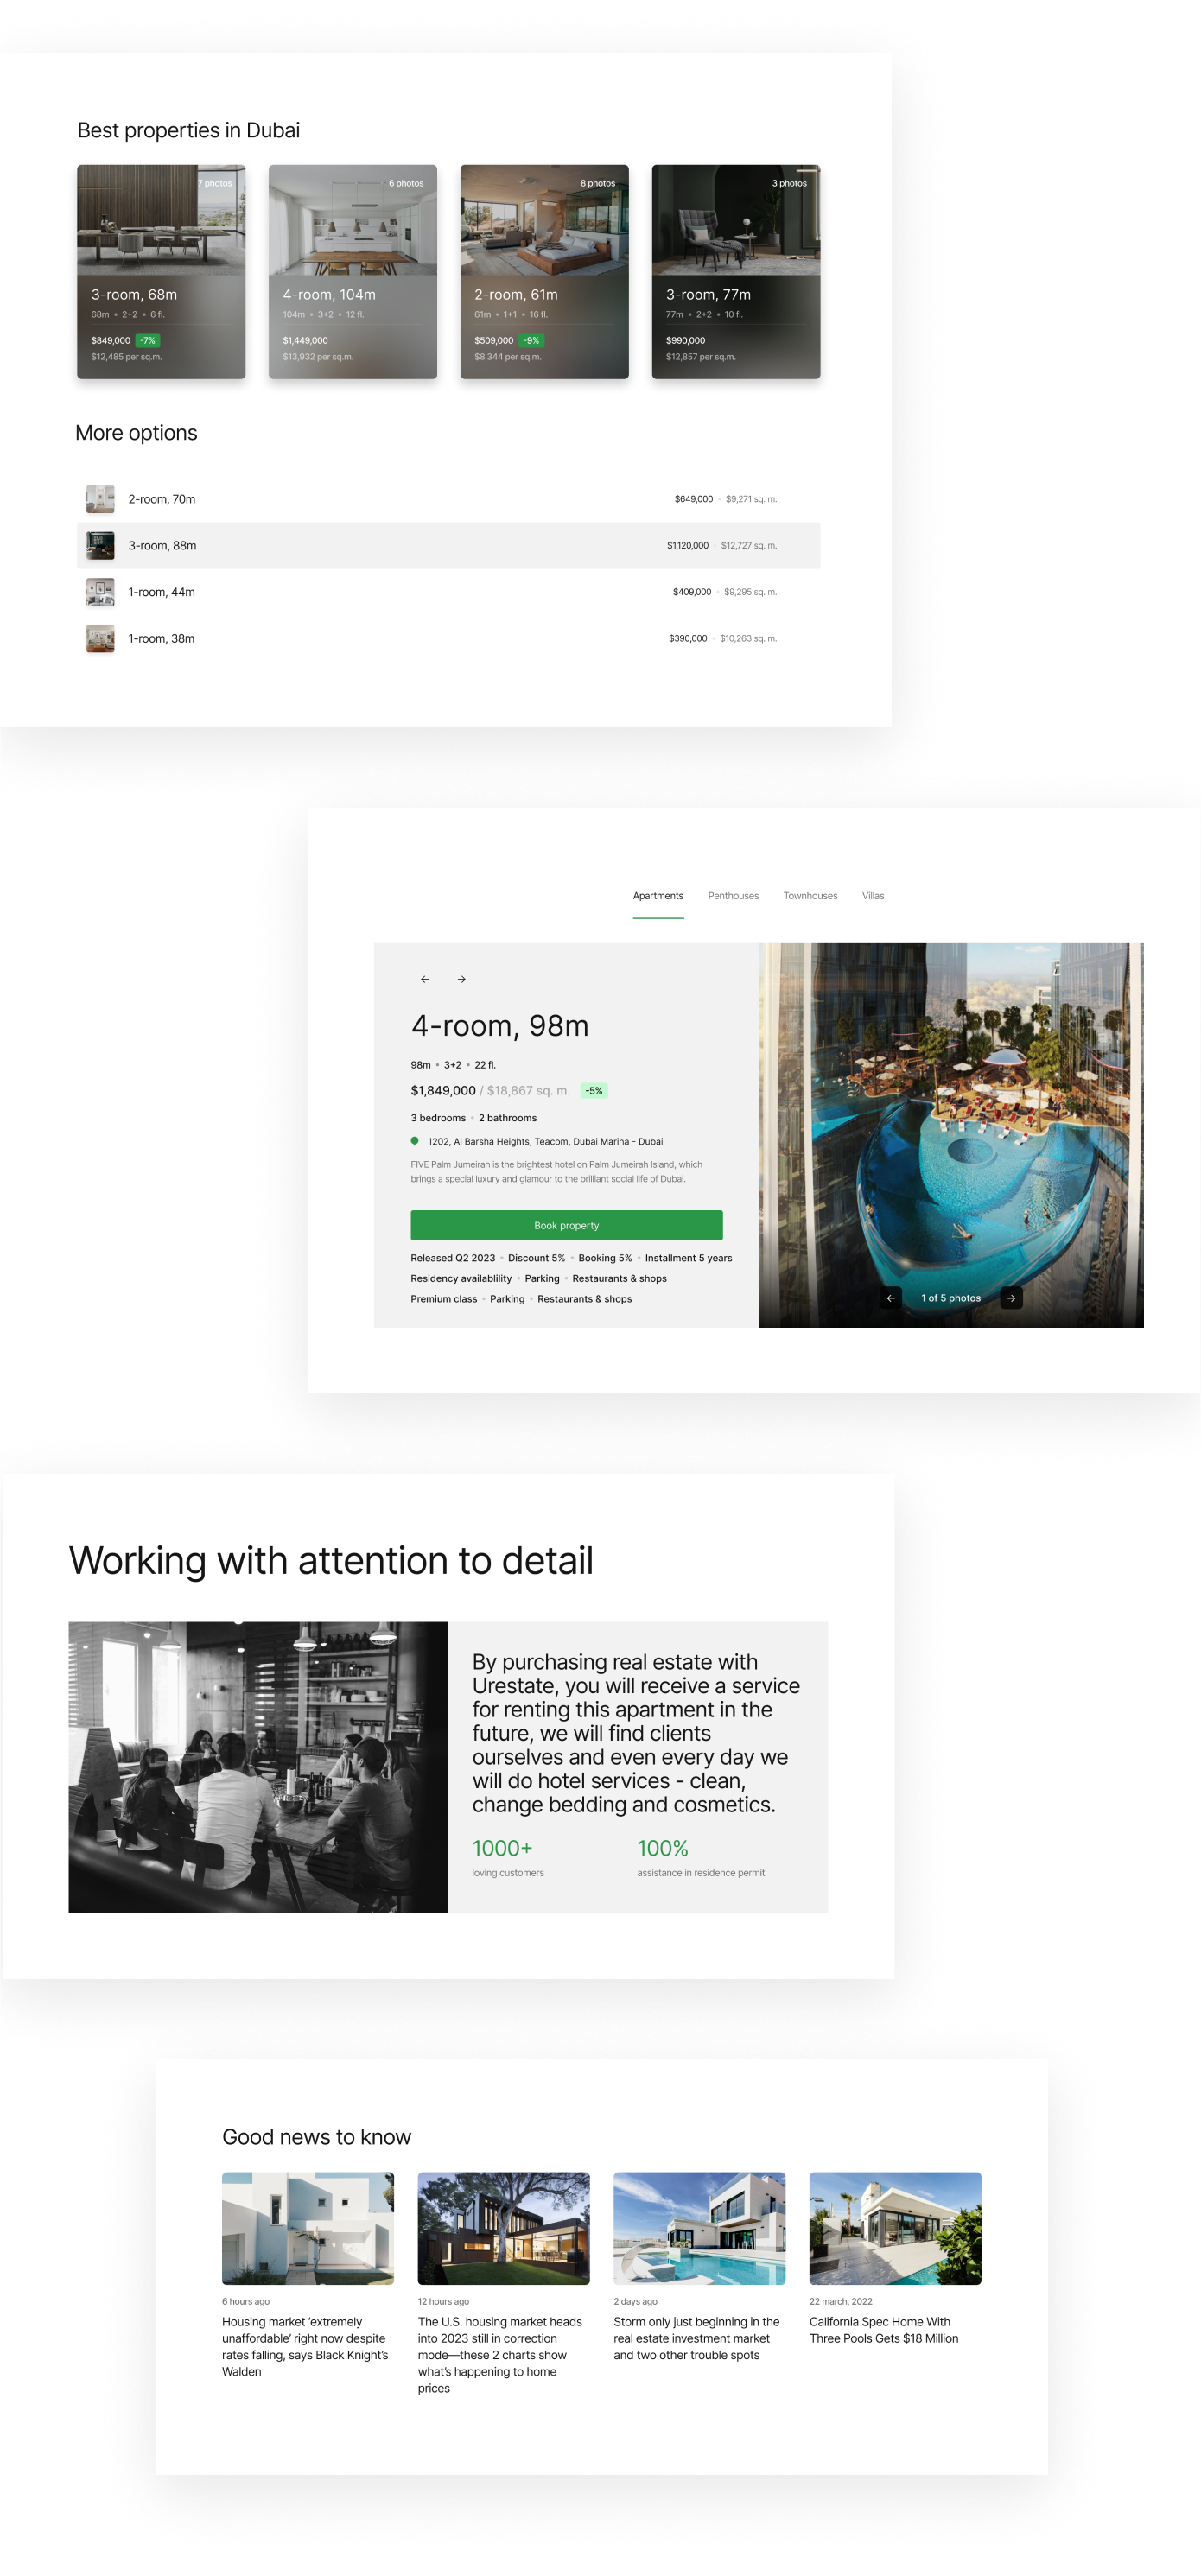 Best properties in Dubai
7 photos
3-room, 68m
68m • 2+2 • 6 fl.
$849,000 -7%
$12,485 per sq.m.
6 photos
4-room, 104m
104m • 3+2 • 12 fl.
$1,449,000
$13,932 per sq.m.
8 photos
2-room, 61m
61m • 1+1 • 16 fl.
$509,000 -9%
$8,344 per sq.m.
3 photos
3-room, 77m
77m • 2+2 • 10 fl.
$990,000
$12,857 per sq.m.
More options
2-room, 70m $649,000 • $9,271 sq. m.
3-room, 88m $1,120,000 • $12,727 sq. m.
1-room, 44m $409,000 • $9,295 sq. m.
1-room, 38m $390,000 • $10,263 sq. m.
Apartments Penthouses Townhouses Villas
← →
4-room, 98m
98m • 3+2 • 22 fl.
$1,849,000 / $18,867 sq. m. -5%
3 bedrooms • 2 bathrooms
1202, Al Barsha Heights, Teacom, Dubai Marina - Dubai
FIVE Palm Jumeirah is the brightest hotel on Palm Jumeirah Island, which
brings a special luxury and glamour to the brilliant social life of Dubai.
Book property
Released Q2 2023 • Discount 5% • Booking 5% • Installment 5 years
Residency availablility • Parking • Restaurants & shops
Premium class • Parking • Restaurants & shops
← 1 of 5 photos →
Working with attention to detail
By purchasing real estate with
Urestate, you will receive a service
for renting this apartment in the
future, we will find clients
ourselves and even every day we
will do hotel services - clean,
change bedding and cosmetics.
1000+
loving customers
100%
assistance in residence permit
Good news to know
6 hours ago
Housing market ‘extremely
unaffordable’ right now despite
rates falling, says Black Knight’s
Walden
12 hours ago
The U.S. housing market heads
into 2023 still in correction
mode—these 2 charts show
what’s happening to home
prices
2 days ago
Storm only just beginning in the
real estate investment market
and two other trouble spots
22 march, 2022
California Spec Home With
Three Pools Gets $18 Million